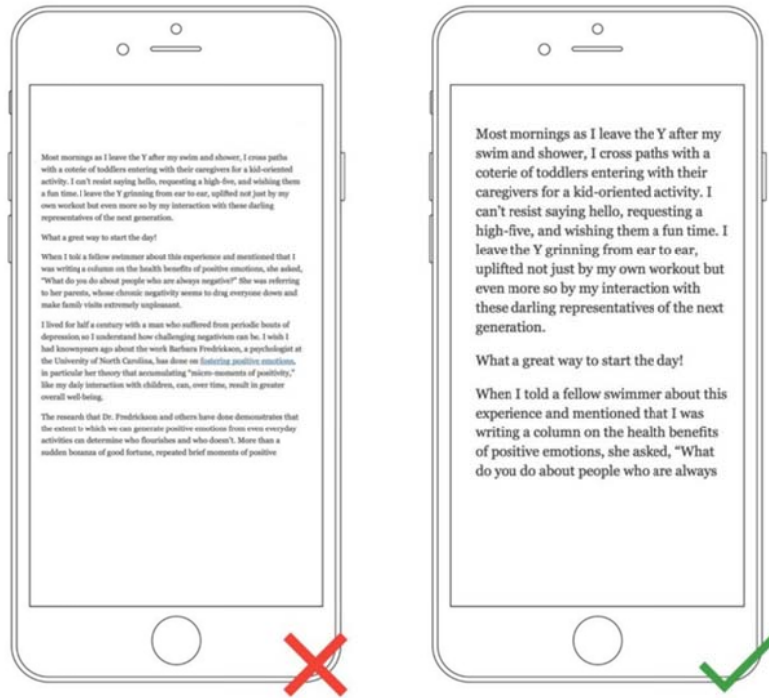 Most mornings as I leave the Y after my swim and shower, I cross paths
with a coterie of toddlers entering with their caregivers for a kid-oriented
activity. I can't resist saying hello, requesting a high-five, and wishing them
a fun time. I leave the Y grinning from ear to ear, uplifted not just by my
own workout but even more so by my interaction with these darling
representatives of the next generation.
What a great way to start the day!
When I told a fellow swimmer about this experience and mentioned that I
was writing a column on the health benefits of positive emotions, she asked,
“What do you do about people who are always negative?” She was referring
to her parents, whose chronic negativity seems to drag everyone down and
make family visits extremely unpleasant.
I lived for half a century with a man who suffered from periodic bouts of
depression, so I understand how challenging negativism can be. I wish I
had knownyears ago about the work Barbara Fredrickson, a psychologist at
the University of North Carolina, has done on fostering positive emotions,
in particular her theory that accumulating “micro-moments of positivity,”
like my daily interaction with children, can, over time, result in greater
overall well-being.
The research that Dr. Fredrickson and others have done demonstrates that
the extent to which we can generate positive emotions from even everyday
activities can determine who flourishes and who doesn't. More than a
sudden bonanza of good fortune, repeated brief moments of positive
Most mornings as I leave the Y after my
swim and shower, I cross paths with a
coterie of toddlers entering with their
caregivers for a kid-oriented activity. I
can't resist saying hello, requesting a
high-five, and wishing them a fun time. I
leave the Y grinning from ear to ear,
uplifted not just by my own workout but
even more so by my interaction with
these darling representatives of the next
generation.
What a great way to start the day!
When I told a fellow swimmer about this
experience and mentioned that I was
writing a column on the health benefits
of positive emotions, she asked, “What
do you do about people who are always